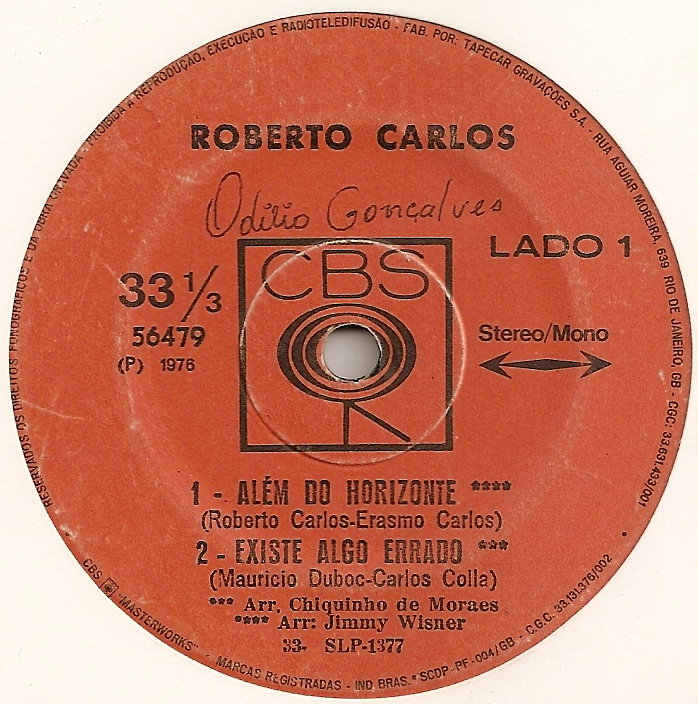 RESERVADOS OS DIREITOS FONOGRÁFICOS E DA OBRA GRAVADA - PROIBIDA A REPRODUÇÃO, EXECUÇÃO E RADIOTELEDIFUSÃO - FAB. POR: TAPECAR GRAVAÇÕES S.A. - RUA AGUIAR MOREIRA, 639 RIO DE JANEIRO, GB - CGC: 33.631.493/001
ROBERTO CARLOS
Odilio Gonçalves
LADO 1
CBS
33 1/3
56479
(P) 1976
Stereo/Mono
1 - ALÉM DO HORIZONTE ****
(Roberto Carlos-Erasmo Carlos)
2 - EXISTE ALGO ERRADO ***
(Mauricio Duboc-Carlos Colla)
*** Arr. Chiquinho de Moraes
**** Arr: Jimmy Wisner
33- SLP-1377
CBS "MASTERWORKS" - MARCAS REGISTRADAS - IND BRAS. * SCDP-PF-004/GB - C.G.C. 33.131.376/002